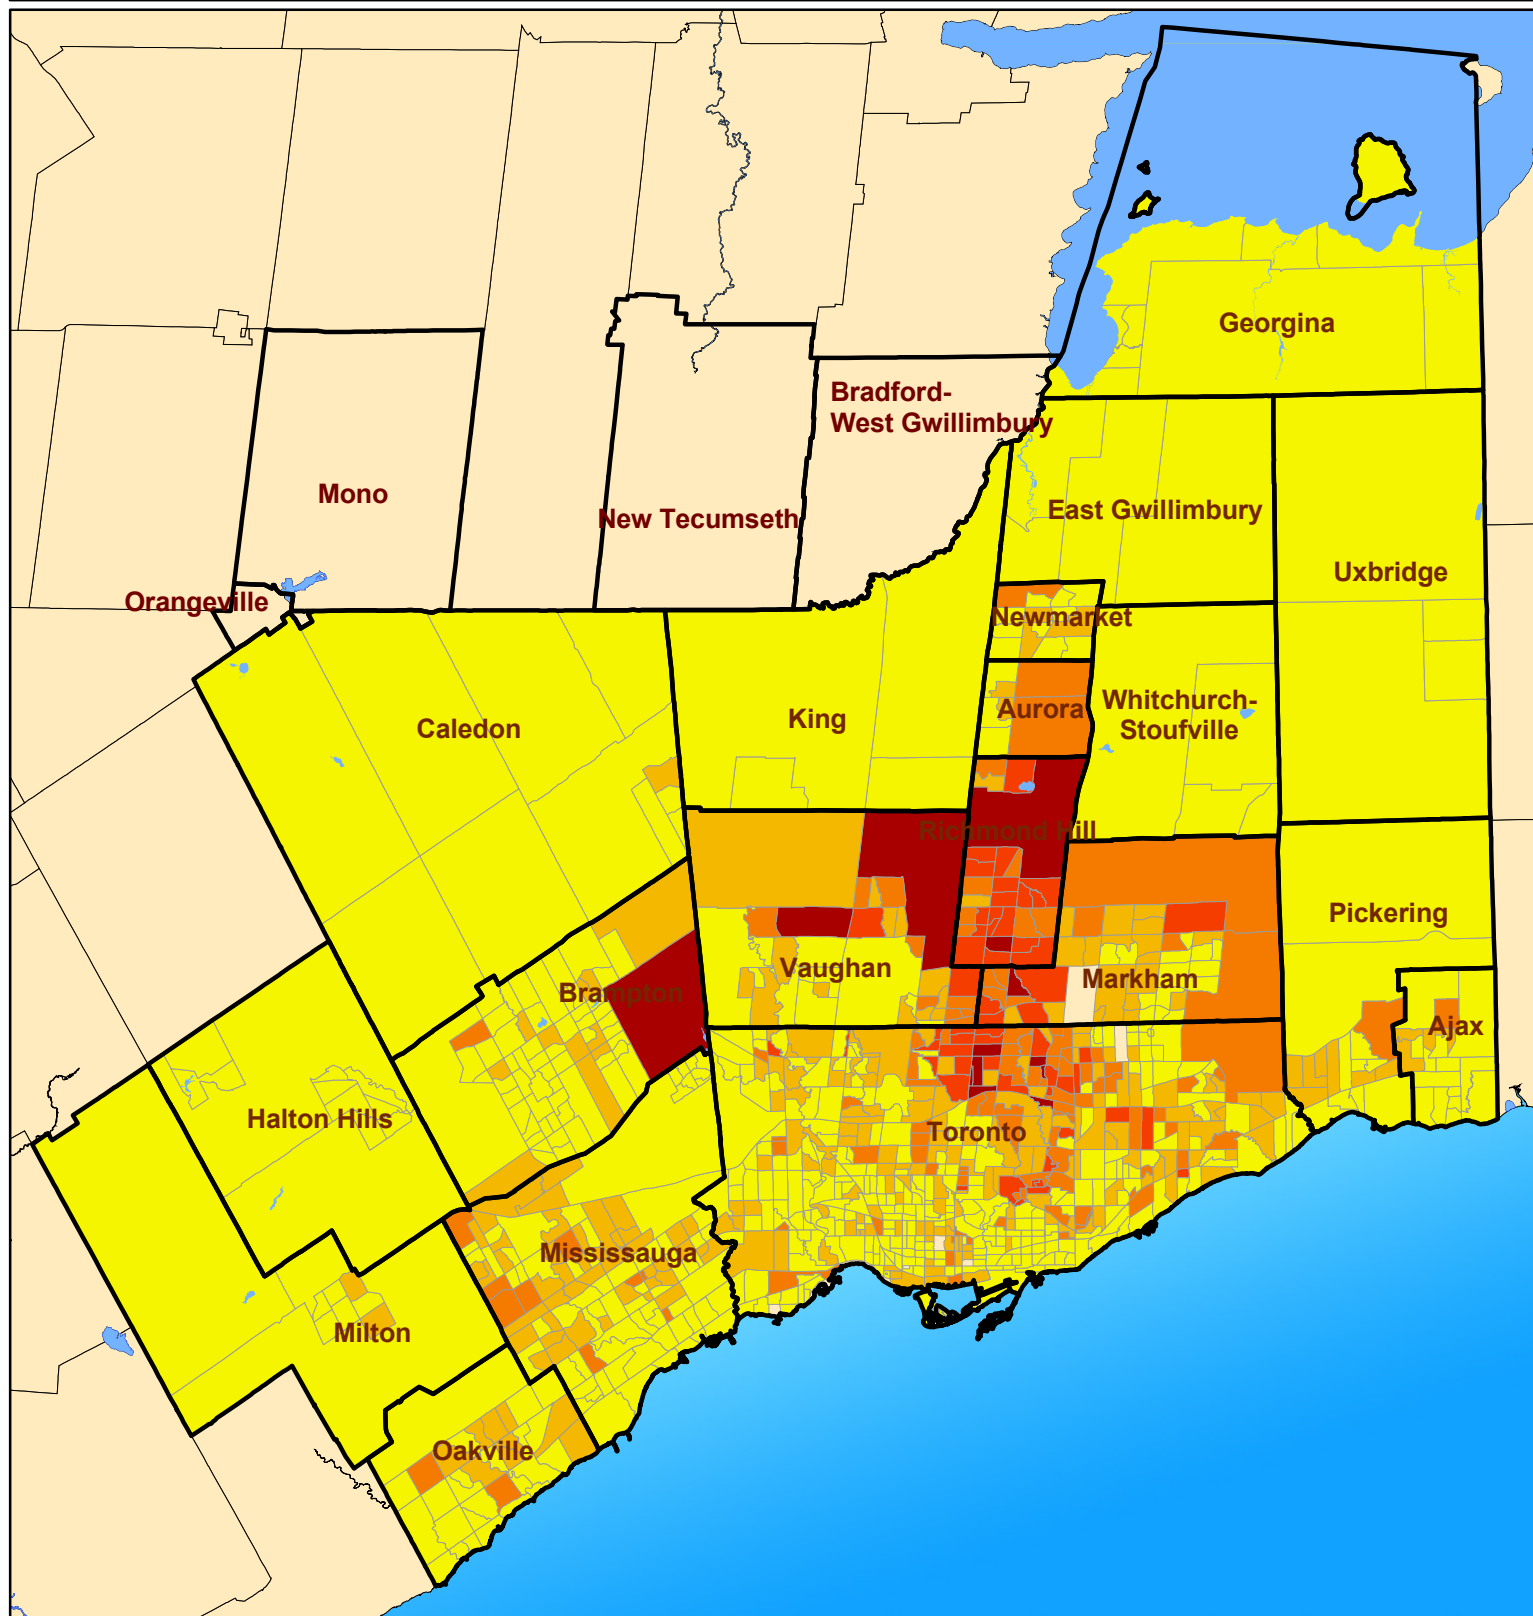 Georgina
Bradford-
West Gwillimbury
Mono
New Tecumseth
East Gwillimbury
Uxbridge
Orangeville
Newmarket
Caledon
King
Aurora
Whitchurch-
Stoufville
Richmond Hill
Pickering
Vaughan
Markham
Brampton
Ajax
Halton Hills
Toronto
Mississauga
Milton
Oakville